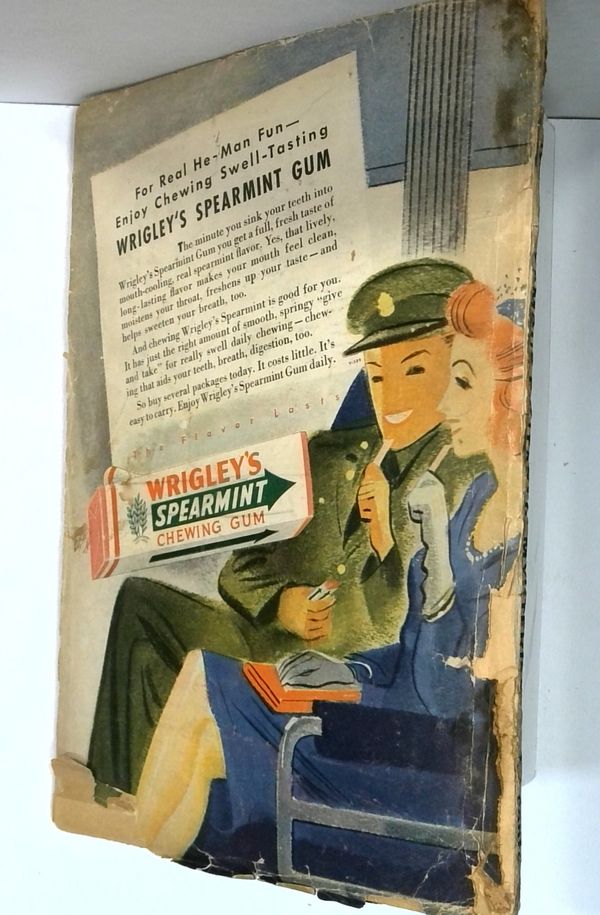 For Real He-Man Fun—
Enjoy Chewing Swell-Tasting
WRIGLEY'S SPEARMINT GUM
The minute you sink your teeth into
Wrigley's Spearmint Gum you get a full, fresh taste of
mouth-cooling, real spearmint flavor. Yes, that lively,
long-lasting flavor makes your mouth feel clean,
moistens your throat, freshens up your taste—and
helps sweeten your breath, too.
And chewing Wrigley's Spearmint is good for you.
It has just the right amount of smooth, springy "give
and take" for really swell daily chewing—chew-
ing that aids your teeth, breath, digestion, too.
So buy several packages today. It costs little. It's
easy to carry. Enjoy Wrigley's Spearmint Gum daily.
The Flavor Lasts
WRIGLEY'S
SPEARMINT
CHEWING GUM